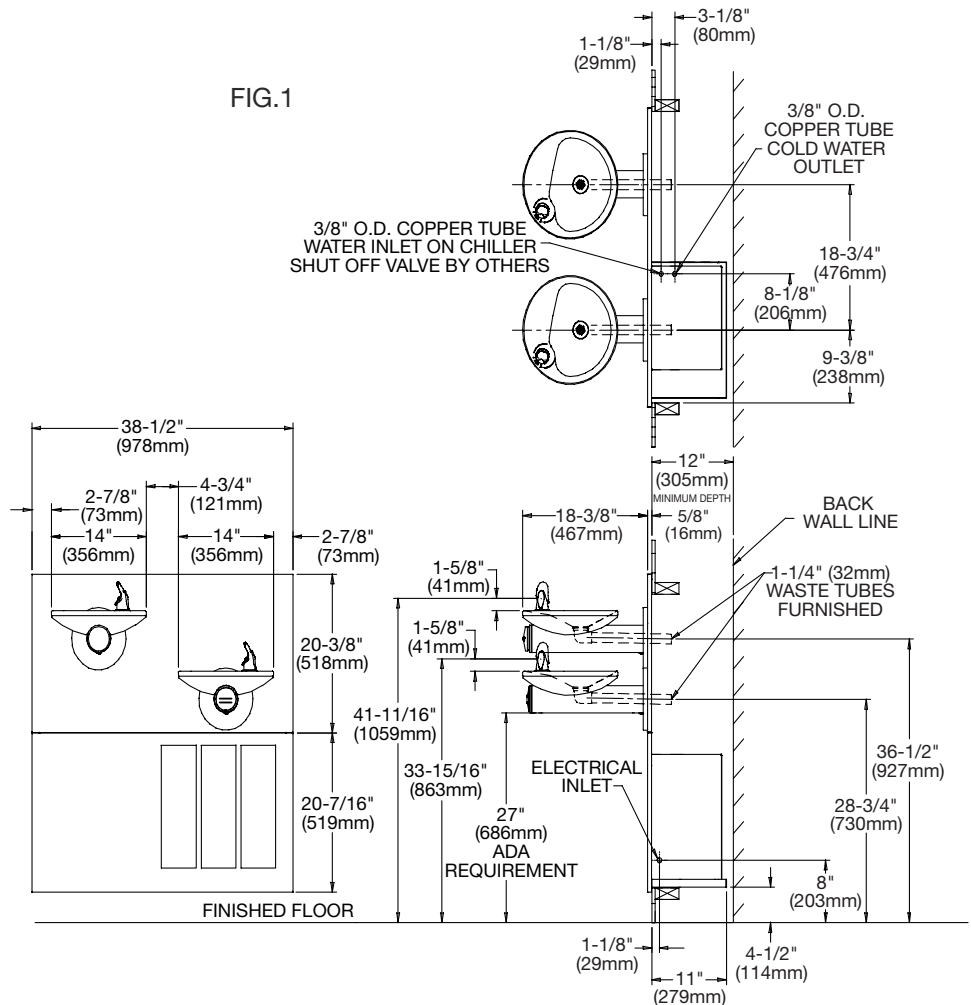 FIG.1
3-1/8"
(80mm)
1-1/8"
(29mm)
3/8" O.D.
COPPER TUBE
COLD WATER
OUTLET
3/8" O.D. COPPER TUBE
WATER INLET ON CHILLER
SHUT OFF VALVE BY OTHERS
18-3/4"
(476mm)
8-1/8"
(206mm)
9-3/8"
(238mm)
38-1/2"
(978mm)
2-7/8"
(73mm)
4-3/4"
(121mm)
14"
(356mm)
14"
(356mm)
2-7/8"
(73mm)
20-3/8"
(518mm)
20-7/16"
(519mm)
FINISHED FLOOR
12"
(305mm)
MINIMUM DEPTH
18-3/8"
(467mm)
5/8"
(16mm)
BACK
WALL LINE
1-5/8"
(41mm)
1-1/4" (32mm)
WASTE TUBES
FURNISHED
1-5/8"
(41mm)
41-11/16"
(1059mm)
33-15/16"
(863mm)
27"
(686mm)
ADA
REQUIREMENT
ELECTRICAL
INLET
36-1/2"
(927mm)
28-3/4"
(730mm)
8"
(203mm)
1-1/8"
(29mm)
4-1/2"
(114mm)
11"
(279mm)